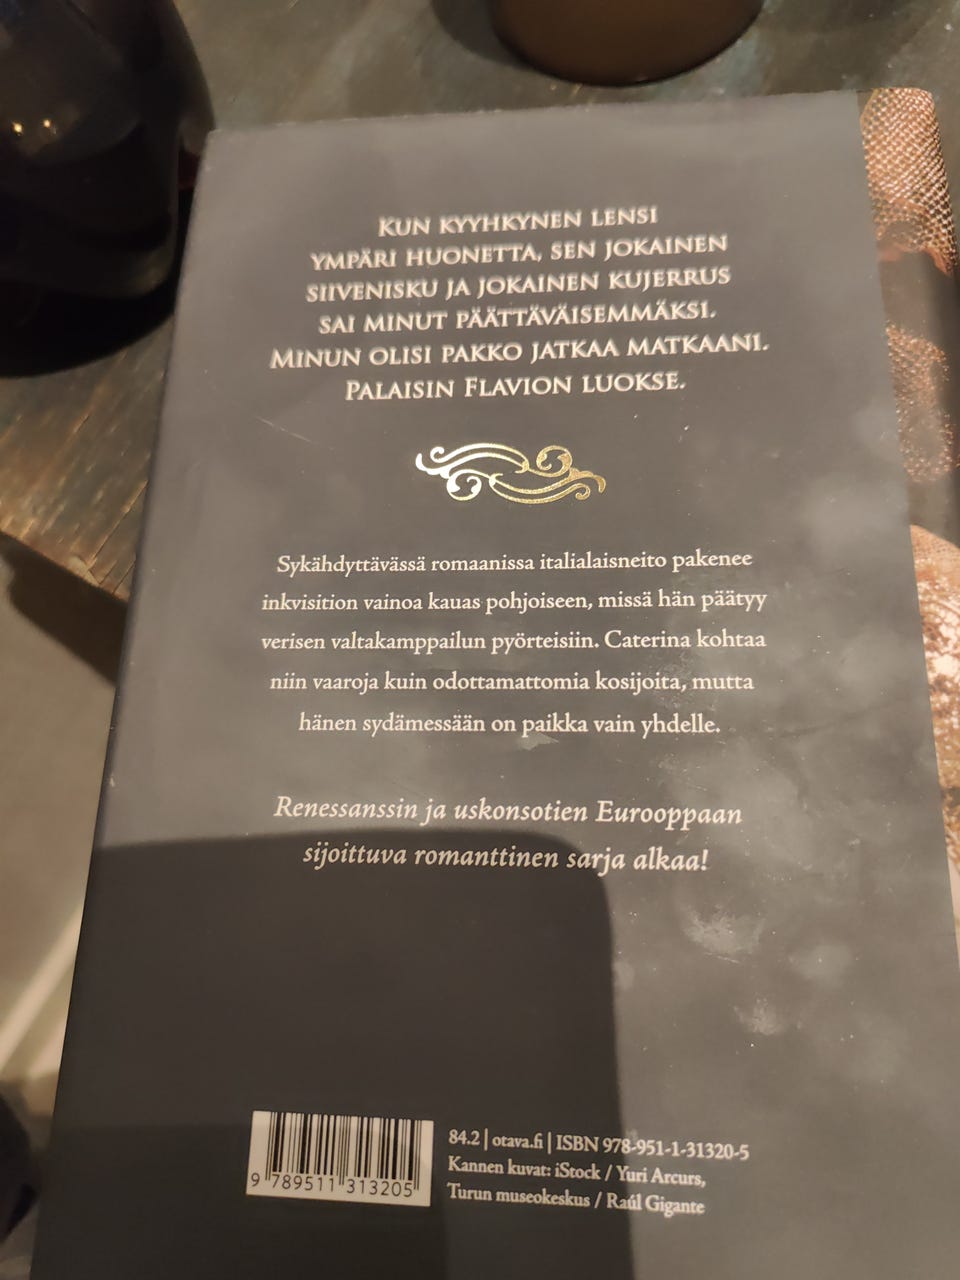 KUN KYYHKYNEN LENSI
YMPÄRI HUONETTA, SEN JOKAINEN
SIIVENISKU JA JOKAINEN KUJERRUS
SAI MINUT PÄÄTTÄVÄISEMMÄKSI.
MINUN OLISI PAKKO JATKAA MATKAANI.
PALAISIN FLAVION LUOKSE.
Sykähdyttävässä romaanissa italialaisneito pakenee
inkvisition vainoa kauas pohjoiseen, missä hän päätyy
verisen valtakamppailun pyörteisiin. Caterina kohtaa
niin vaaroja kuin odottamattomia kosijoita, mutta
hänen sydämessään on paikka vain yhdelle.
Renessanssin ja uskonsotien Eurooppaan
sijoittuva romanttinen sarja alkaa!
84.2 | otava.fi | ISBN 978-951-1-31320-5
Kannen kuvat: iStock / Yuri Arcurs,
Turun museokeskus / Raúl Gigante
9 789511 313205